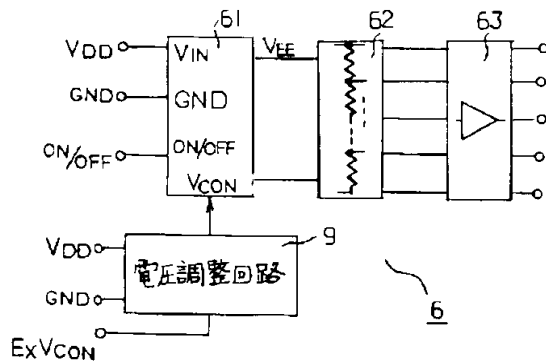 61
62
63
VDD
VIN
VEE
GND
GND
ON/OFF
ON/OFF
VCON
9
VDD
電圧調整回路
GND
6
EXVCON